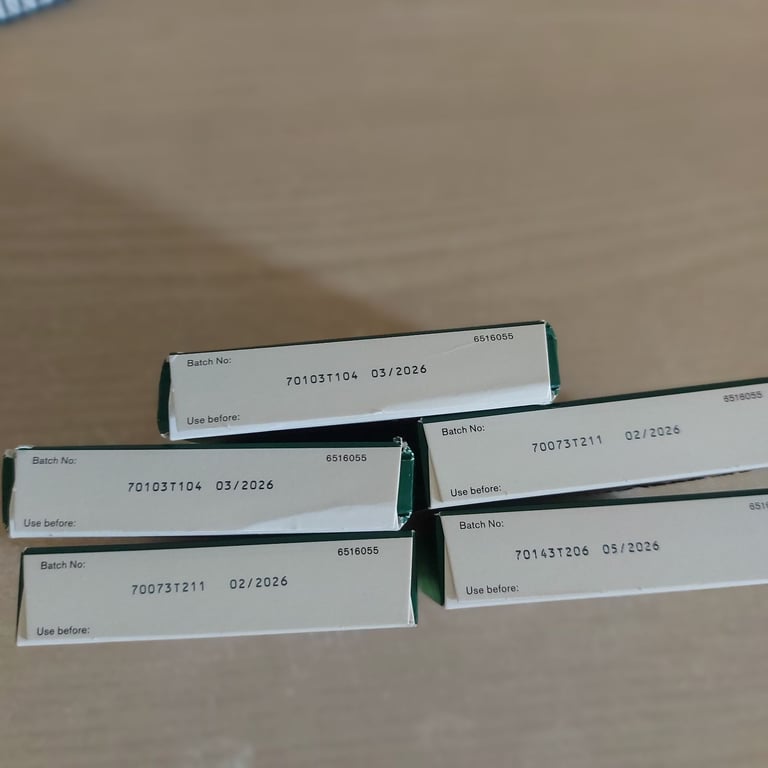 6516055
Batch No:
70103T104 03/2026
Use before:
6516055
Batch No:
70073T211 02/2026
Use before:
Batch No:
6516055
70103T104 03/2026
Use before:
Batch No:
70143T206 05/2026
Use before:
6516055
Batch No:
70073T211 02/2026
Use before: